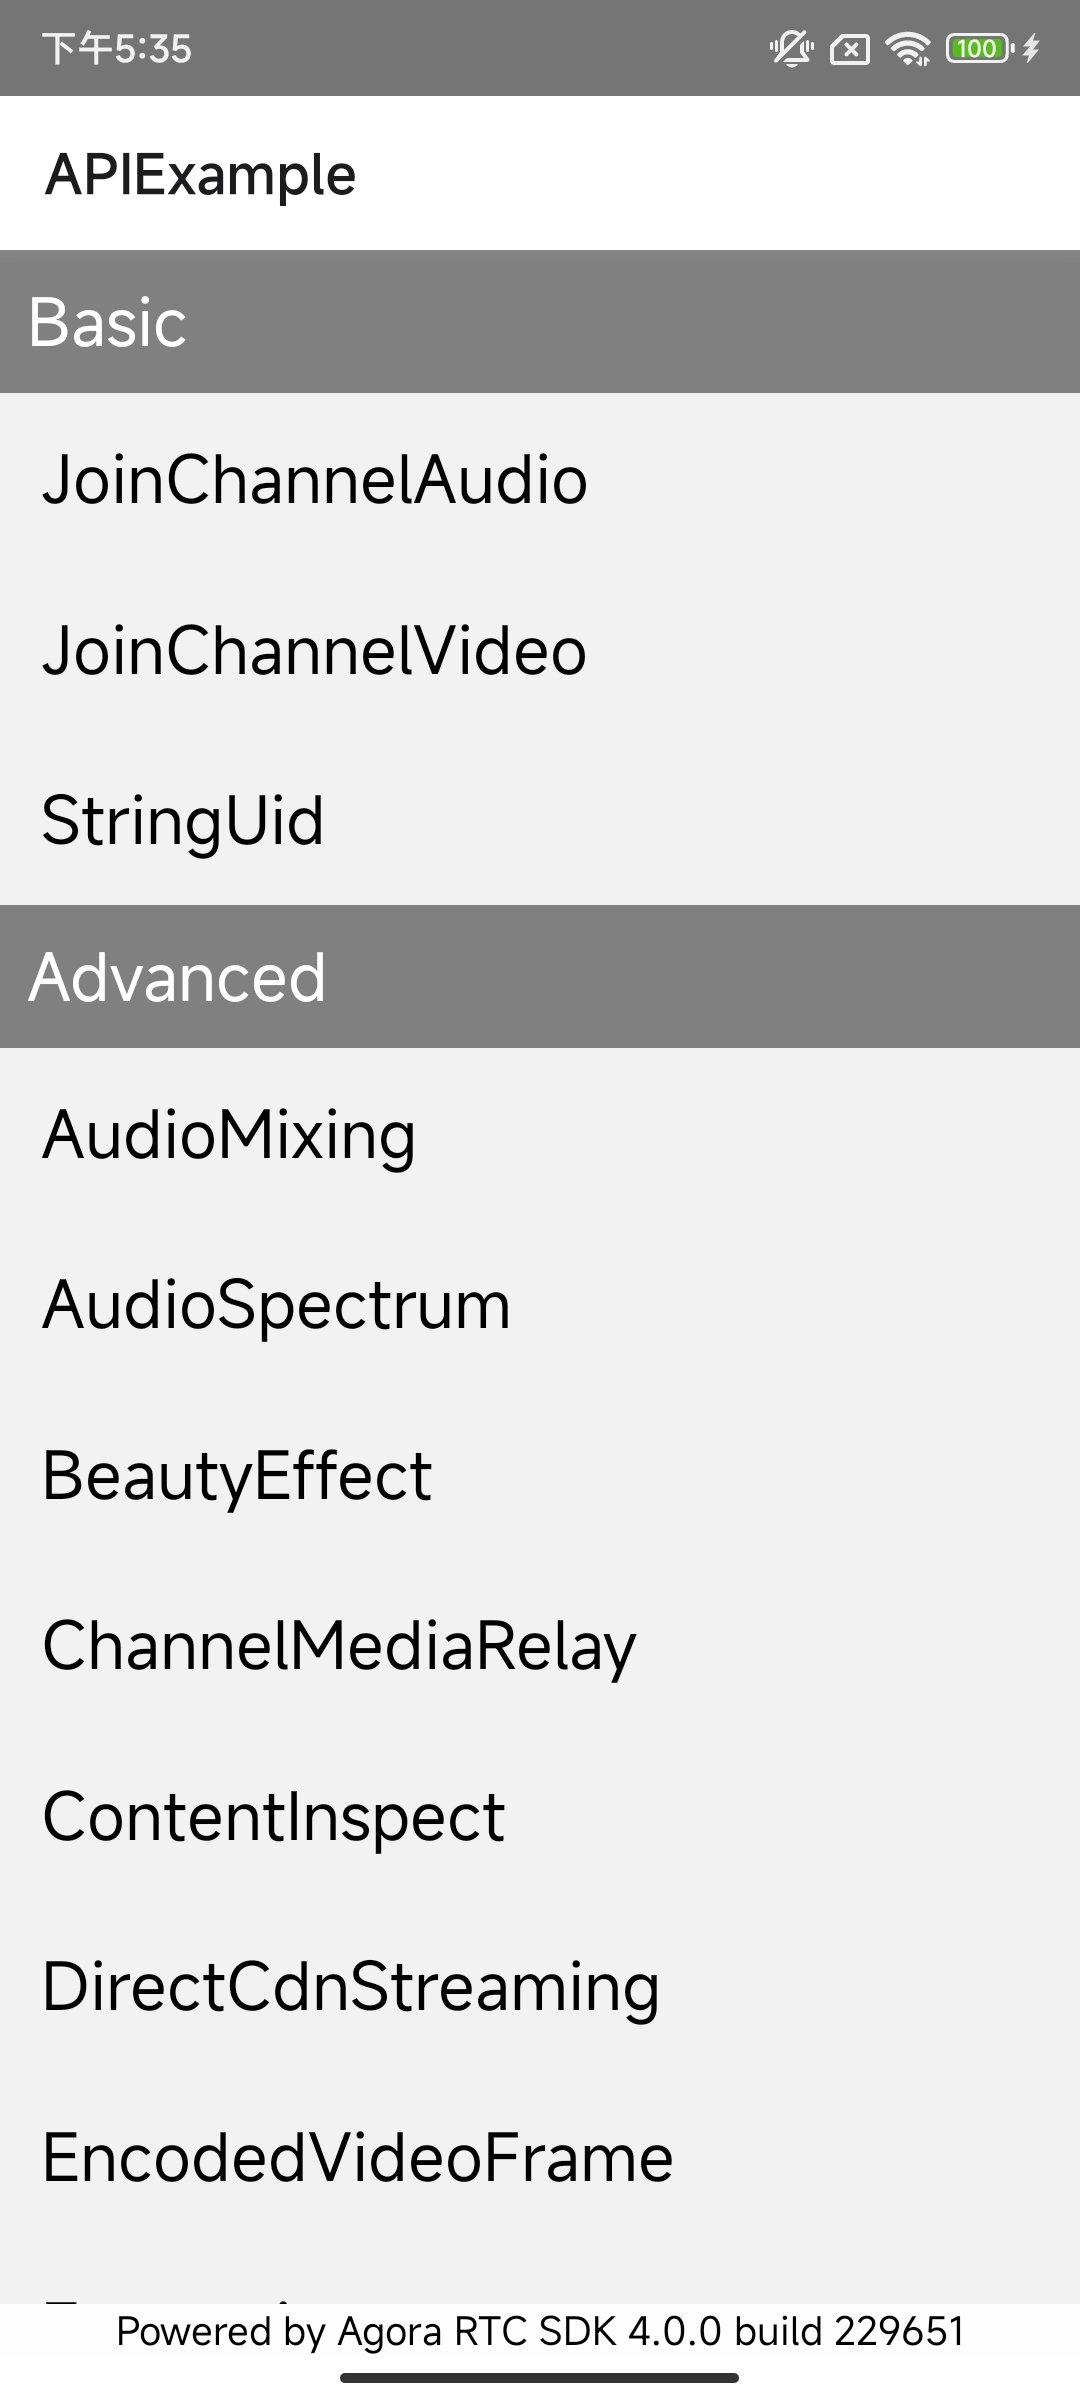 下午5:35
100
APIExample
Basic
JoinChannelAudio
JoinChannelVideo
StringUid
Advanced
AudioMixing
AudioSpectrum
BeautyEffect
ChannelMediaRelay
ContentInspect
DirectCdnStreaming
EncodedVideoFrame
Powered by Agora RTC SDK 4.0.0 build 229651